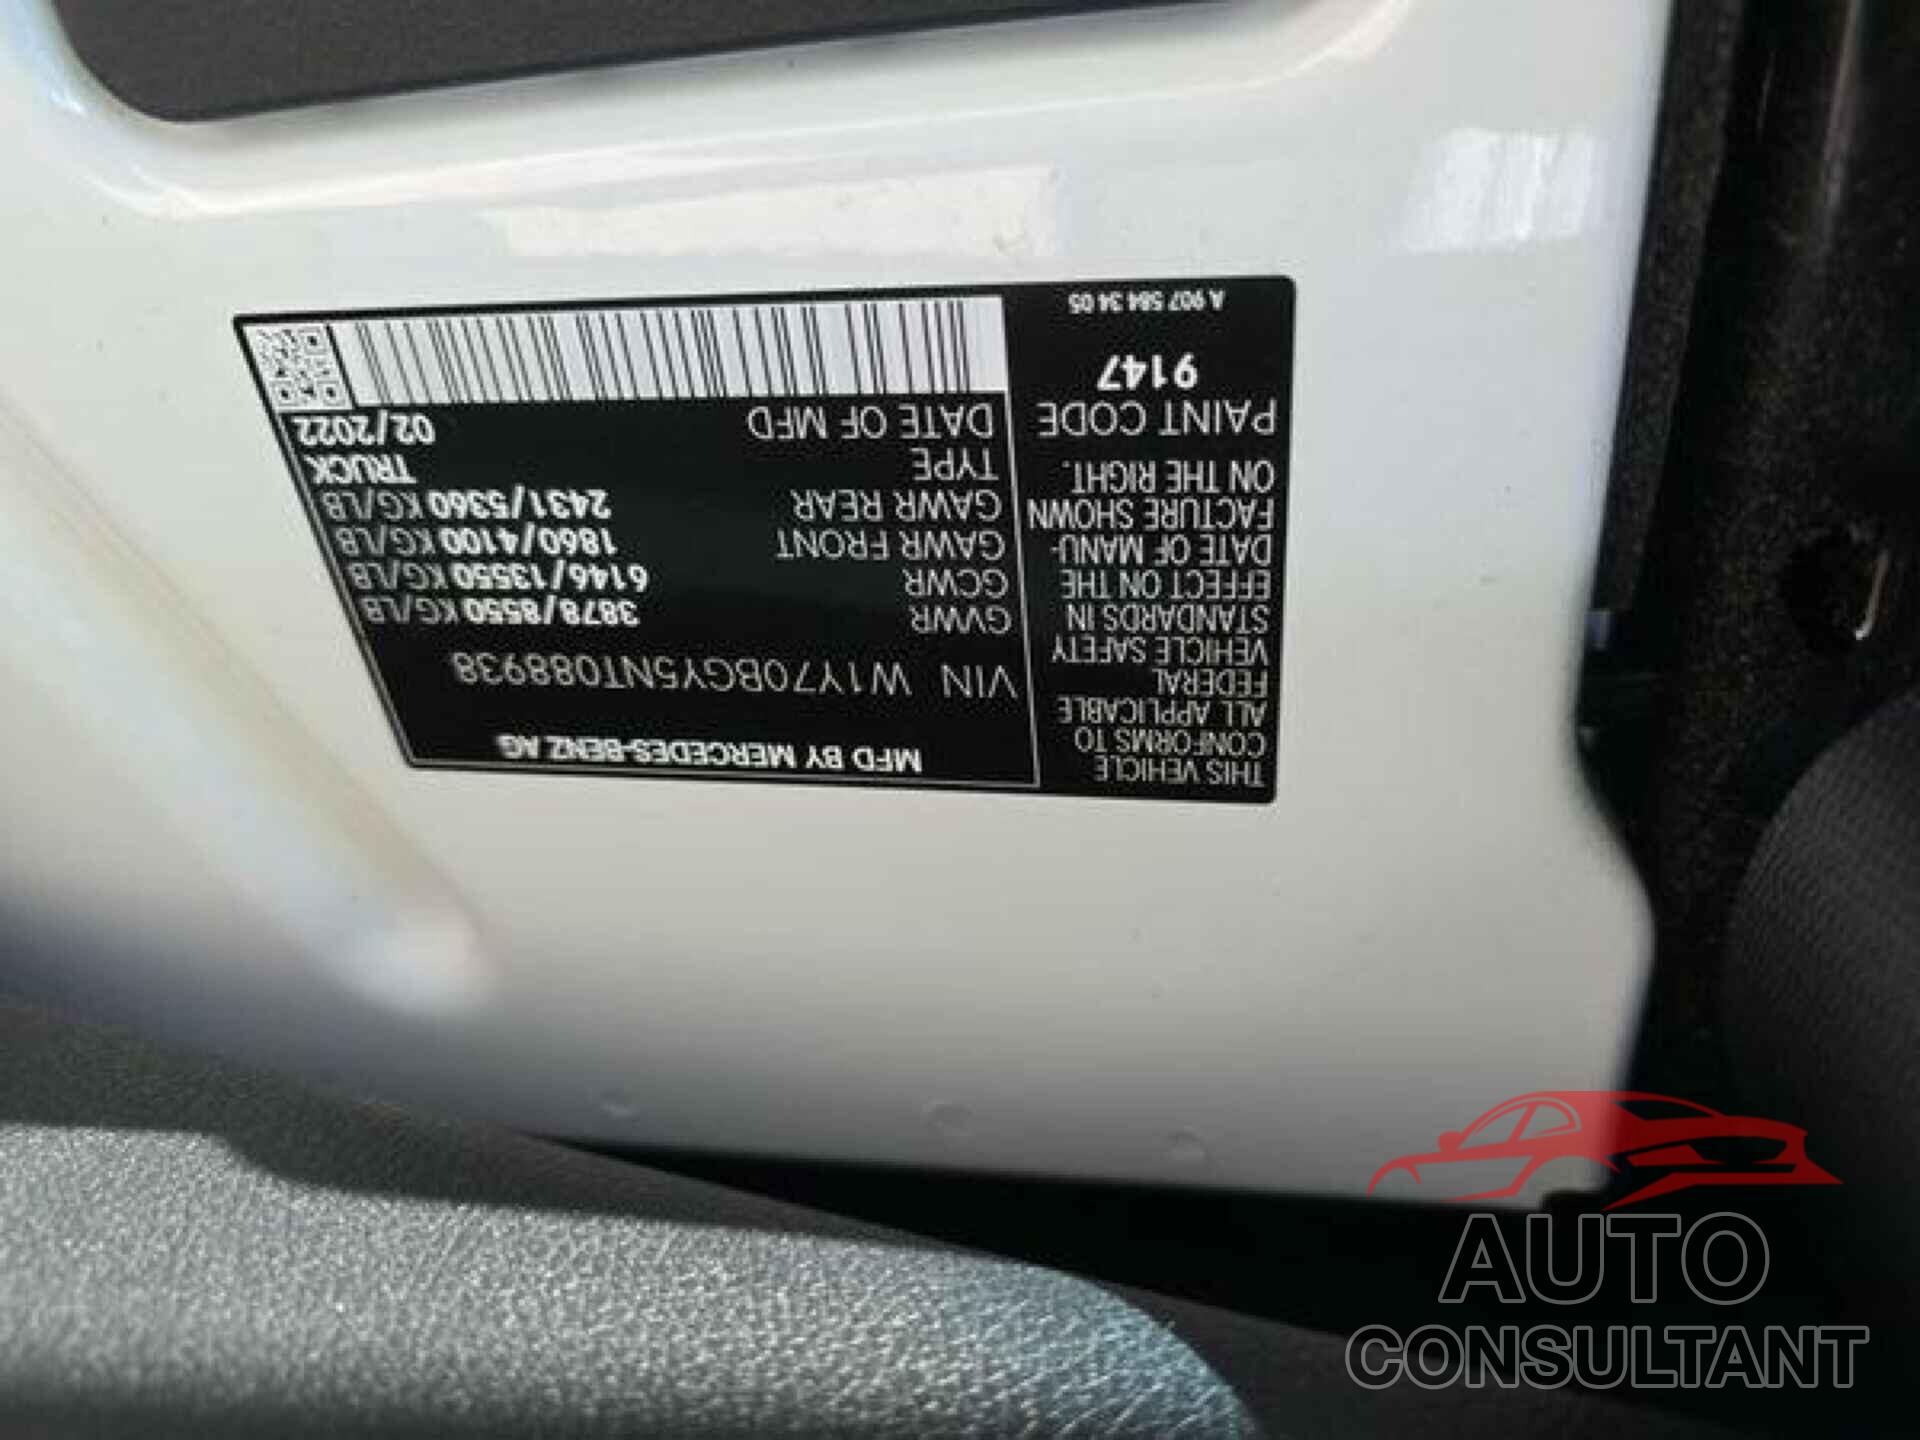 MFD BY MERCEDES-BENZ AG
VIN W1Y70BGY5NT088938
GVWR 3878/8550 KG/LB
GCWR 6146/13550 KG/LB
GAWR FRONT 1860/4100 KG/LB
GAWR REAR 2431/5360 KG/LB
TYPE TRUCK
DATE OF MFD 02/2022
THIS VEHICLE
CONFORMS TO
ALL APPLICABLE
FEDERAL
VEHICLE SAFETY
STANDARDS IN
EFFECT ON THE
DATE OF MANU-
FACTURE SHOWN
ON THE RIGHT.
PAINT CODE
9147
A 907 584 34 05
AUTO
CONSULTANT